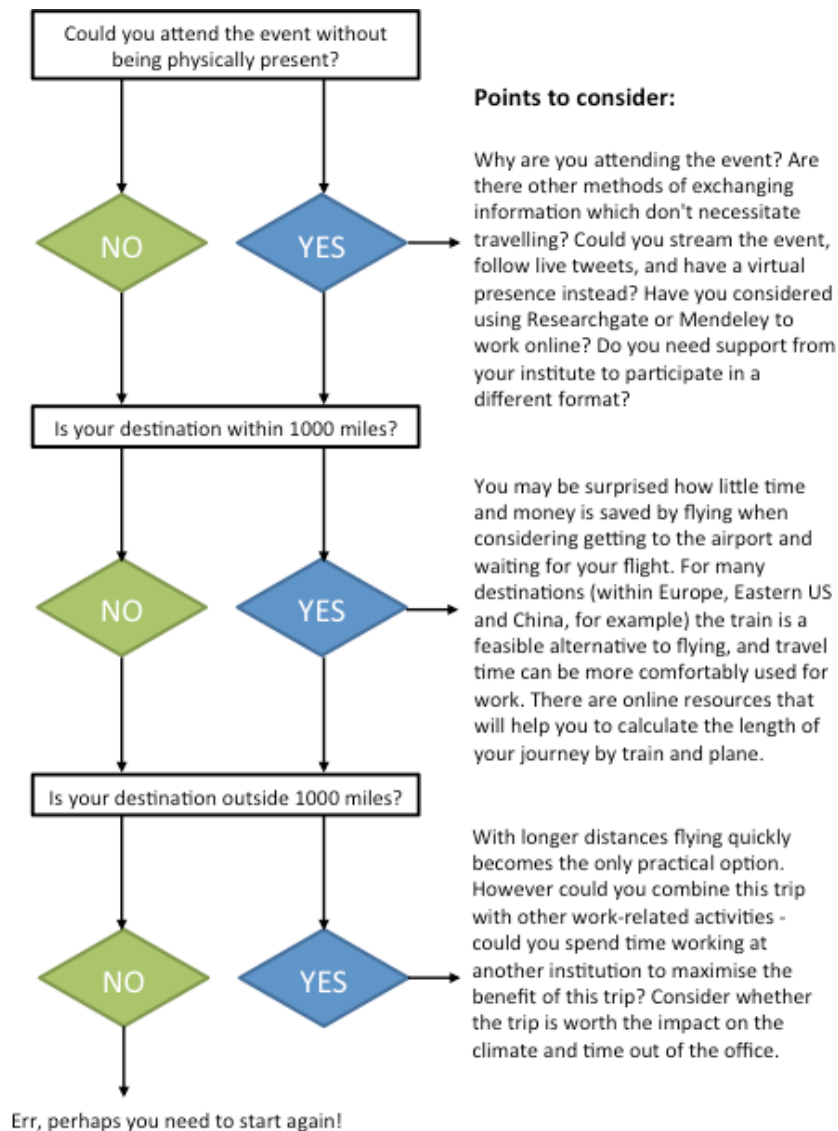 Could you attend the event without
being physically present?
Points to consider:
Why are you attending the event? Are
there other methods of exchanging
information which don't necessitate
travelling? Could you stream the event,
follow live tweets, and have a virtual
presence instead? Have you considered
using Researchgate or Mendeley to
work online? Do you need support from
your institute to participate in a
different format?
NO
YES
Is your destination within 1000 miles?
You may be surprised how little time
and money is saved by flying when
considering getting to the airport and
waiting for your flight. For many
destinations (within Europe, Eastern US
and China, for example) the train is a
feasible alternative to flying, and travel
time can be more comfortably used for
work. There are online resources that
will help you to calculate the length of
your journey by train and plane.
NO
YES
Is your destination outside 1000 miles?
With longer distances flying quickly
becomes the only practical option.
However could you combine this trip
with other work-related activities -
could you spend time working at
another institution to maximise the
benefit of this trip? Consider whether
the trip is worth the impact on the
climate and time out of the office.
NO
YES
Err, perhaps you need to start again!